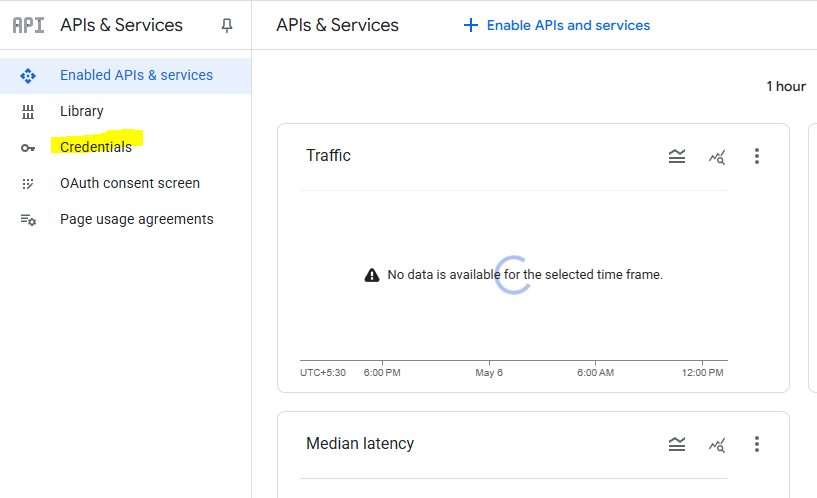 API APIs & Services
Enabled APIs & services
Library
Credentials
OAuth consent screen
Page usage agreements
APIs & Services
Enable APIs and services
1 hour
Traffic
No data is available for the selected time frame.
UTC+5:30 6:00 PM May 6 6:00 AM 12:00 PM
Median latency